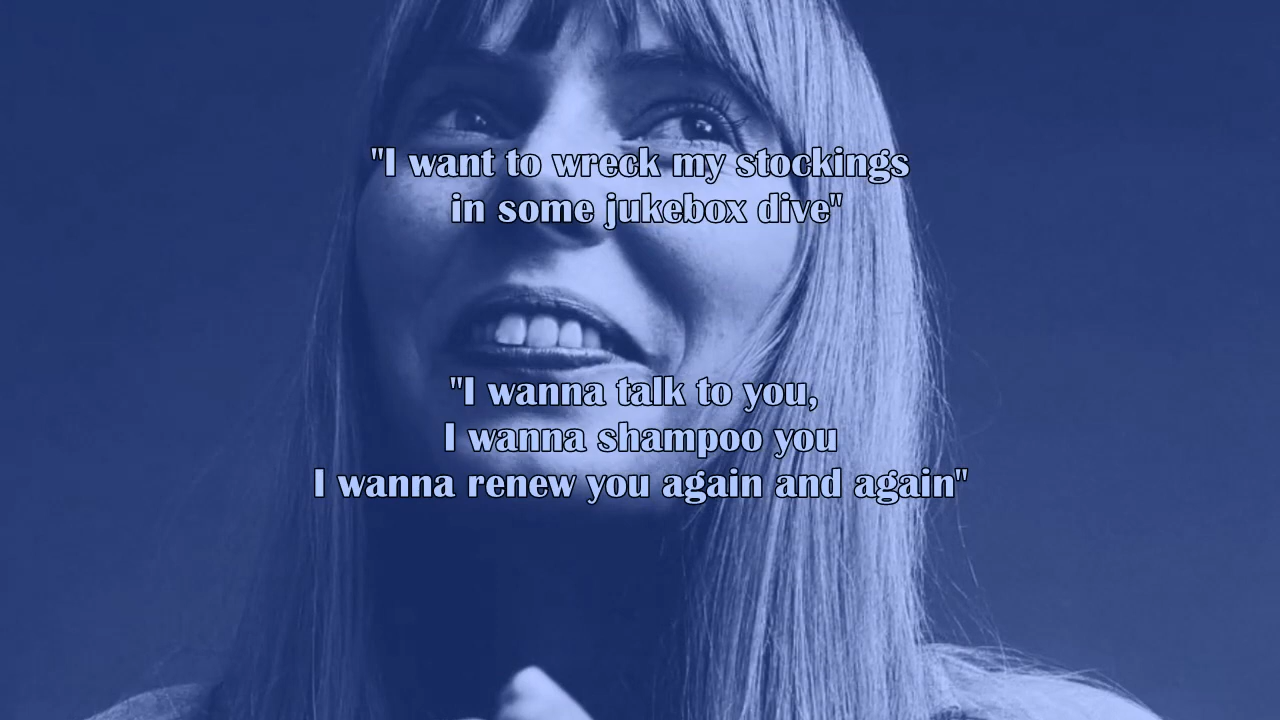 "I want to wreck my stockings
in some jukebox dive"
"I wanna talk to you,
I wanna shampoo you
I wanna renew you again and again"